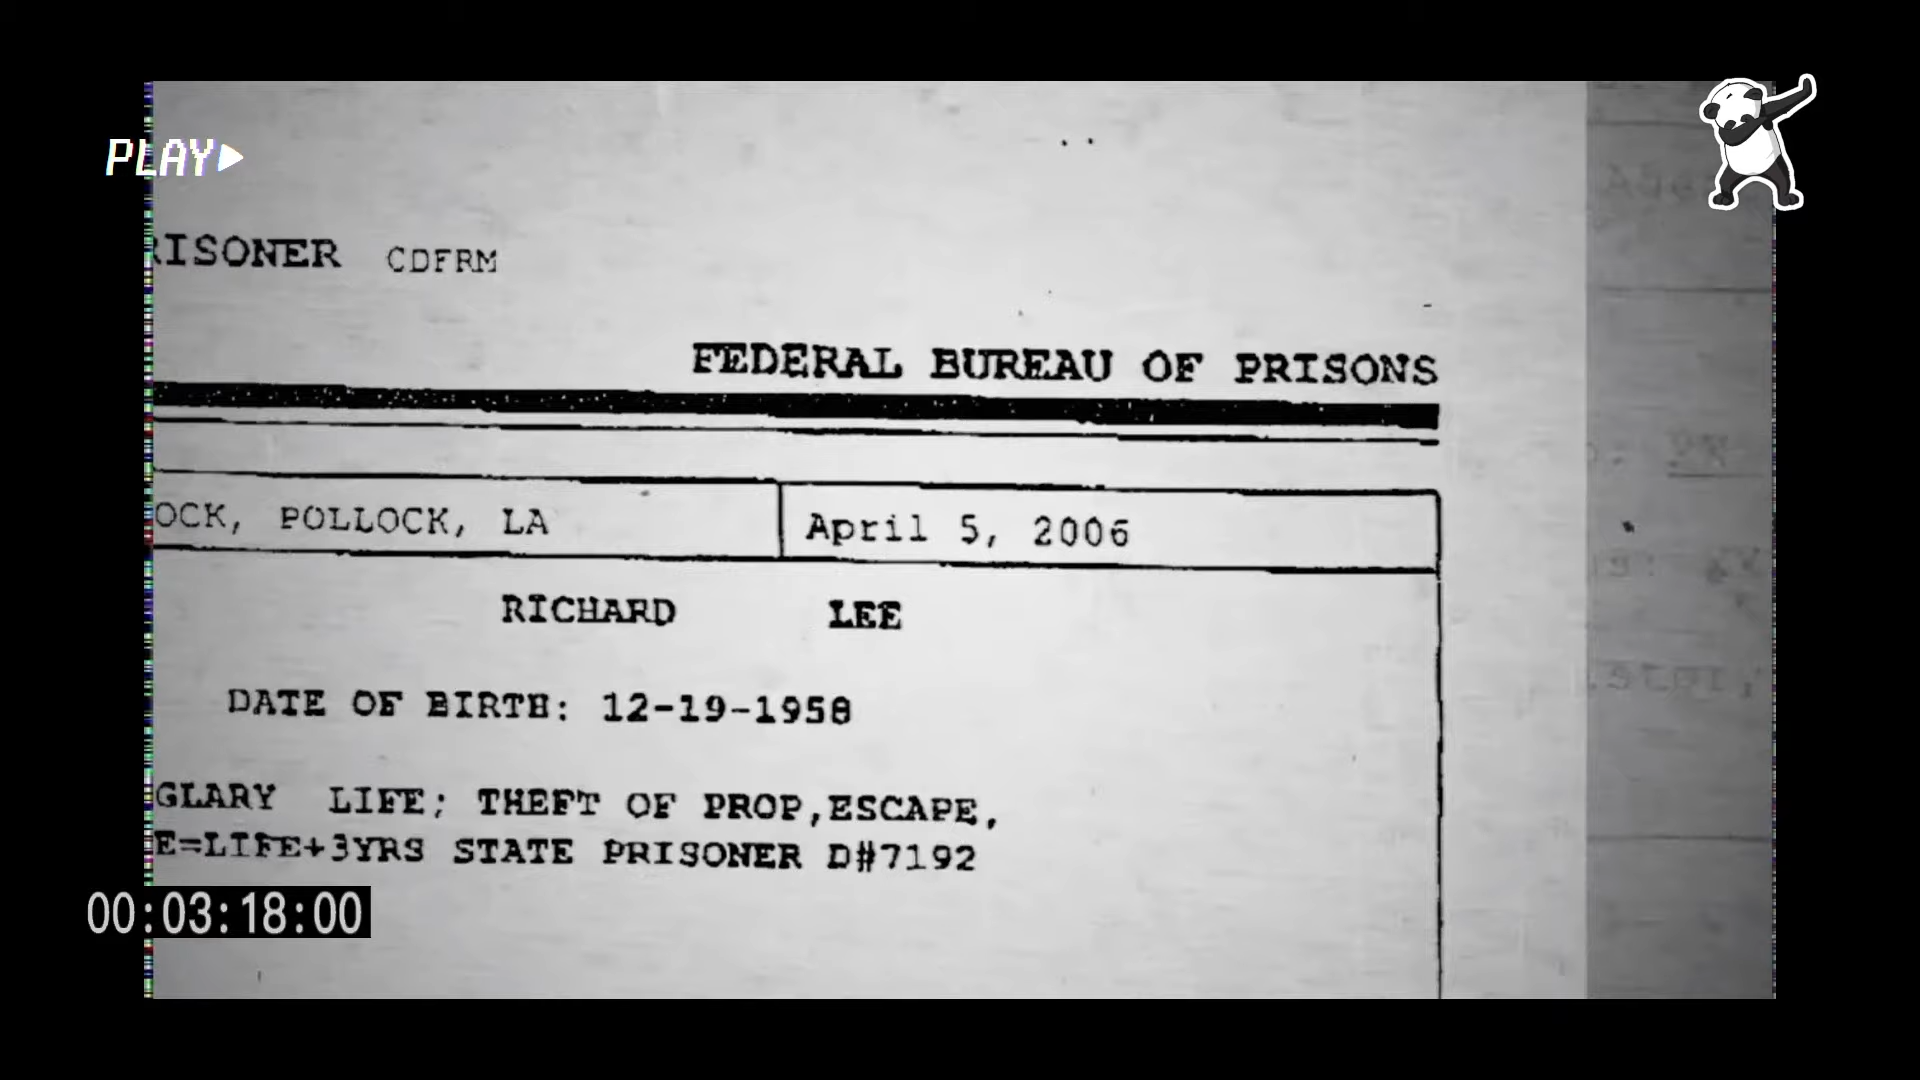 PLAY
RISONER CDFRM
FEDERAL BUREAU OF PRISONS
OCK, POLLOCK, LA
April 5, 2006
RICHARD LEE
DATE OF BIRTH: 12-19-1958
GLARY LIFE; THEFT OF PROP,ESCAPE,
E=LIFE+3YRS STATE PRISONER D#7192
00:03:18:00